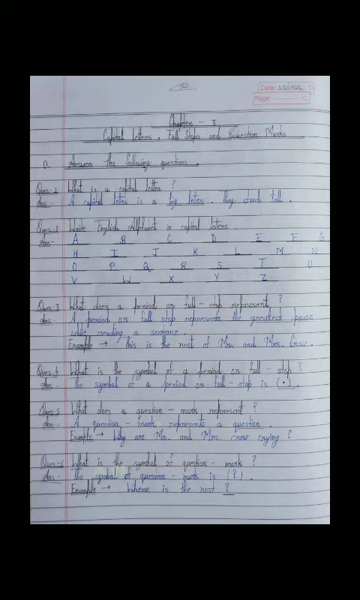 Date
Page
Chapter - 3
Capital letters, Full Stops and Question Marks
Q. Answer the following questions.
Ques-1 What is a capital letter ?
Ans- A capital letter is a big letter. They stand tall.
Write English alphabet in capital letters.
Ans- A B C D E F G
H I J K L M N
O P Q R S T U
V W X Y Z
Ques-3 What does a period or full-stop represent ?
Ans- A period or full stop represents the greatest pause
while reading a sentence.
Example → This is the nest of Mr. and Mrs. Crow.
Ques-4 What is the symbol of a period or full-stop ?
Ans- The symbol of a period or full-stop is (.).
Ques-5 What does a question-mark represent ?
Ans- A question-mark represents a question.
Example → Why are Mr. and Mrs. crow crying ?
Ques-6 What is the symbol of question-mark ?
Ans- The symbol of question-mark is (?).
Example → Where is the nest ?